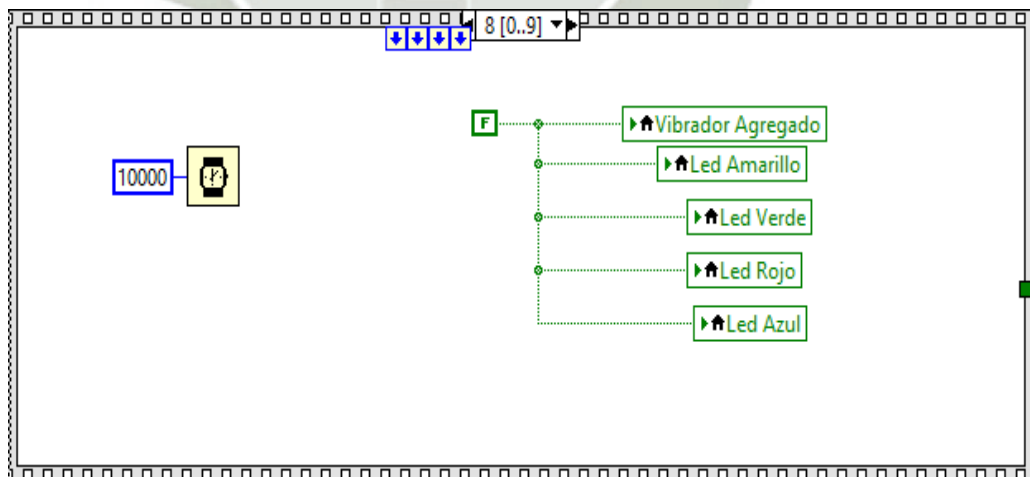 8 [0..9]
F
Vibrador Agregado
Led Amarillo
10000
Led Verde
Led Rojo
Led Azul